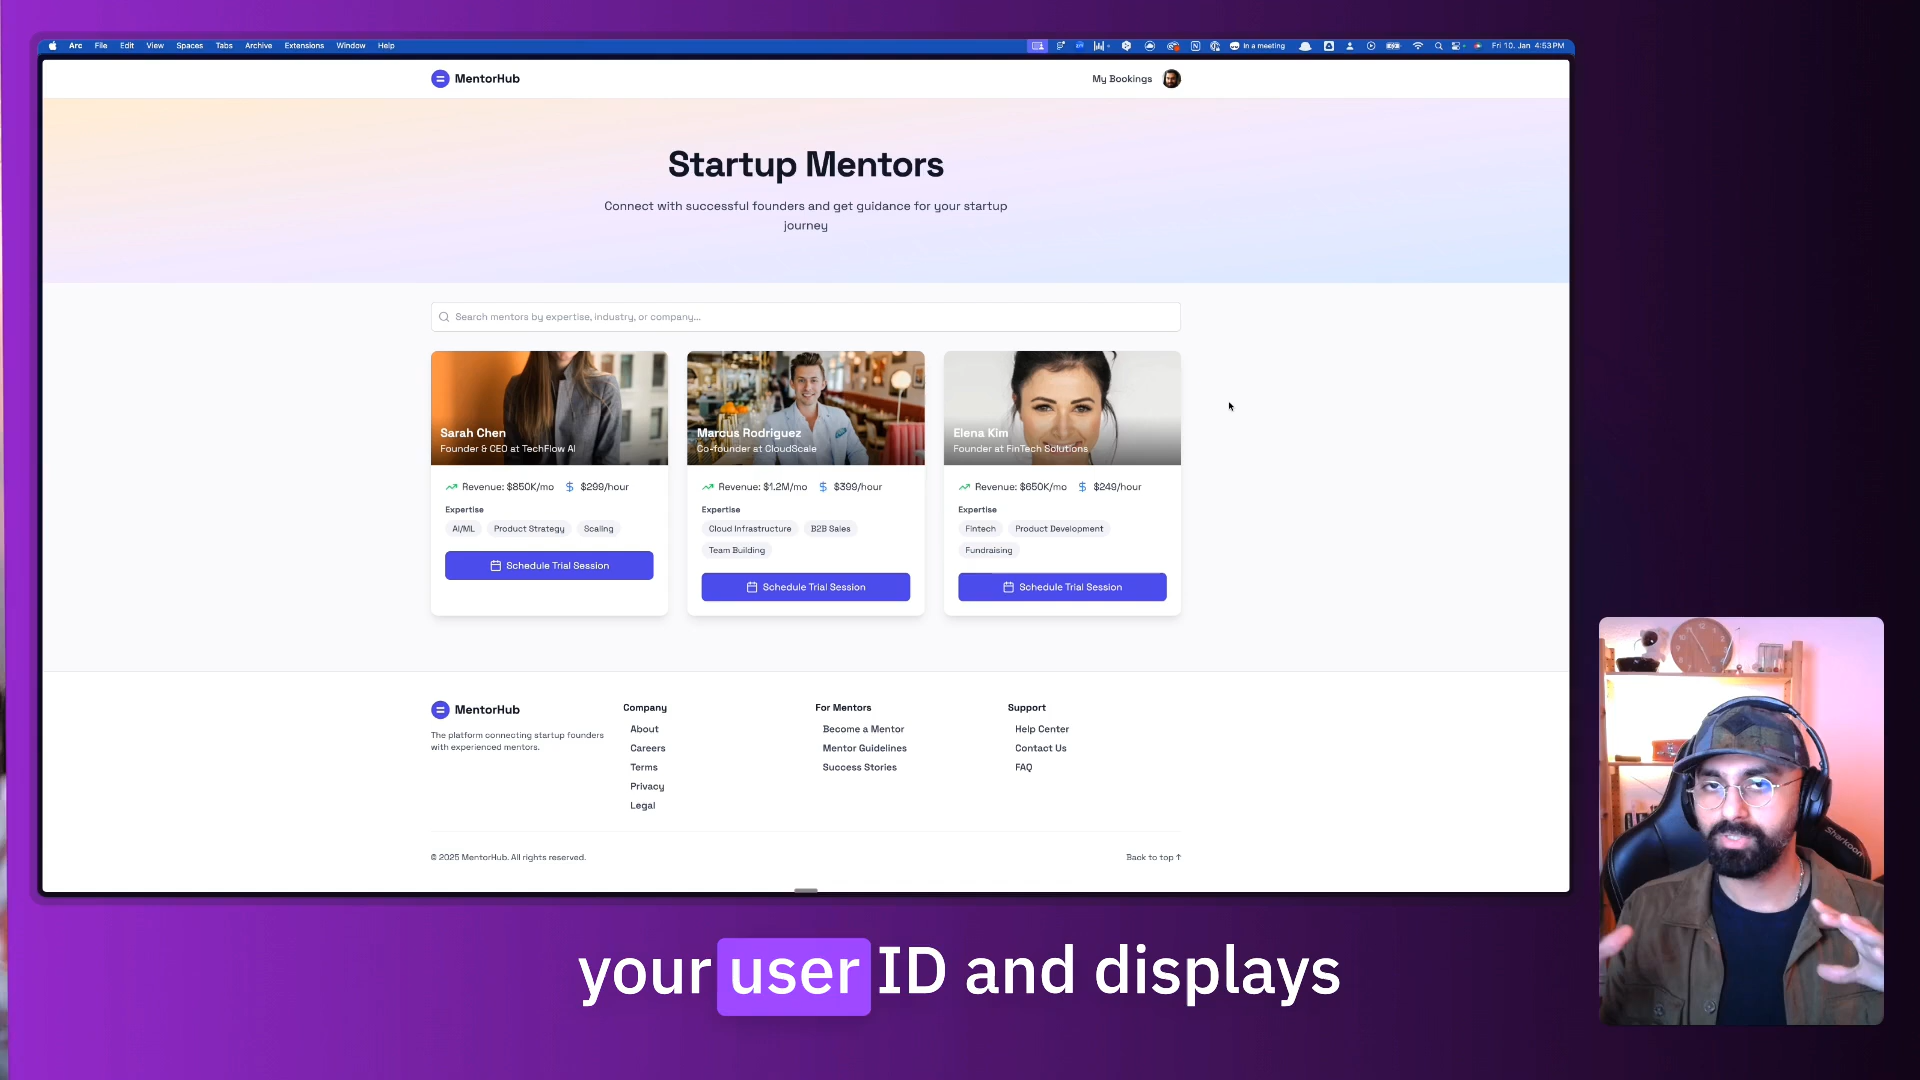 Arc File Edit View Spaces Tabs Archive Extensions Window Help
In a meeting
Fri 10. Jan 4:53 PM
MentorHub
My Bookings
Startup Mentors
Connect with successful founders and get guidance for your startup
journey
Search mentors by expertise, industry, or company...
Sarah Chen
Founder & CEO at TechFlow AI
Revenue: $850K/mo $299/hour
Expertise
AI/ML Product Strategy Scaling
Schedule Trial Session
Marcus Rodriguez
Co-founder at CloudScale
Revenue: $1.2M/mo $399/hour
Expertise
Cloud Infrastructure B2B Sales
Team Building
Schedule Trial Session
Elena Kim
Founder at FinTech Solutions
Revenue: $650K/mo $249/hour
Expertise
Fintech Product Development
Fundraising
Schedule Trial Session
MentorHub
The platform connecting startup founders
with experienced mentors.
Company
About
Careers
Terms
Privacy
Legal
For Mentors
Become a Mentor
Mentor Guidelines
Success Stories
Support
Help Center
Contact Us
FAQ
© 2025 MentorHub. All rights reserved.
Back to top ↑
Sharkoon
your user ID and displays